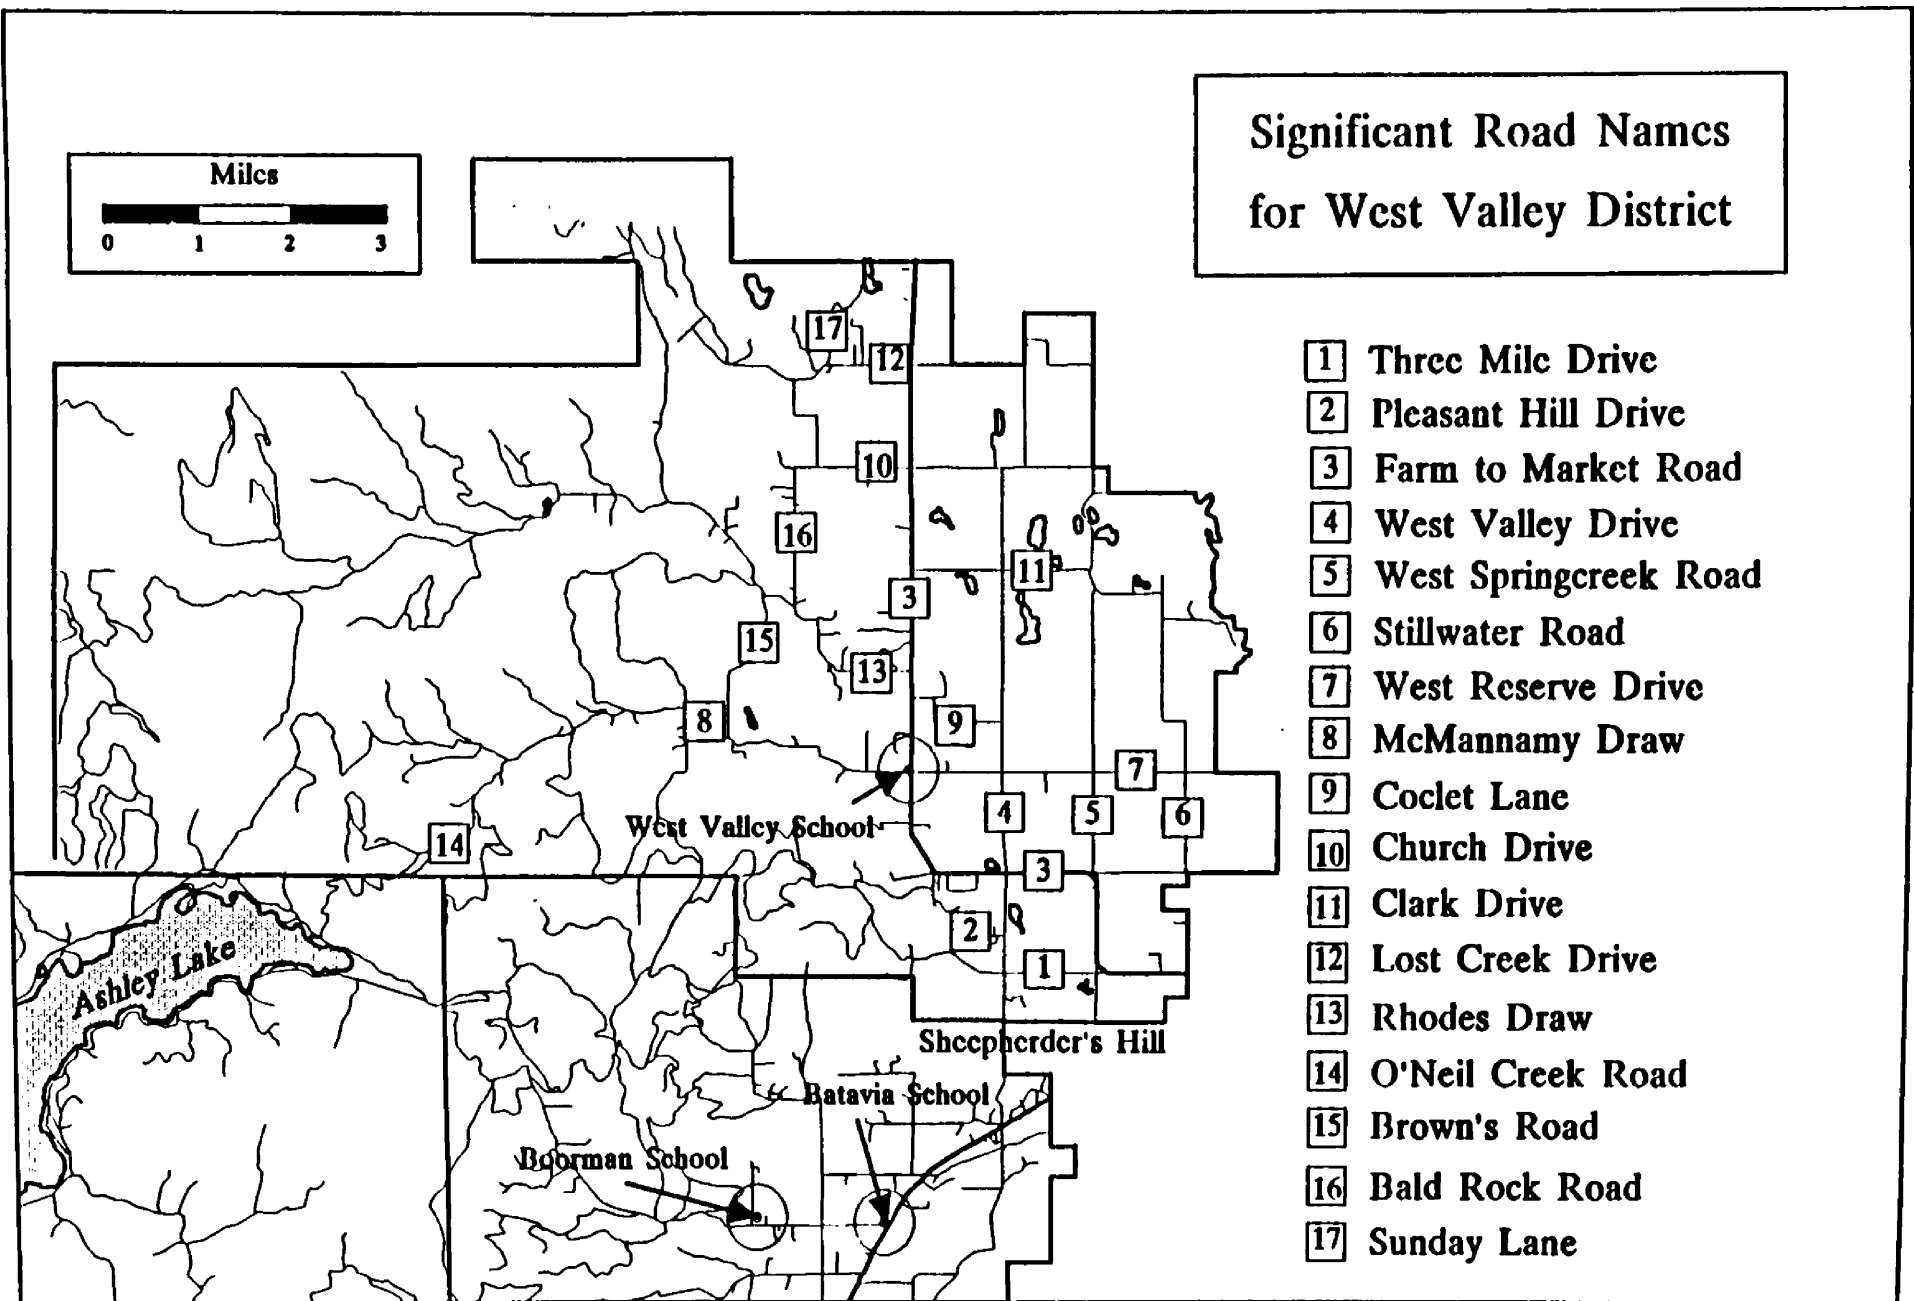 Significant Road Names
for West Valley District
Miles
0 1 2 3
17
12
10
16
11
3
15
13
8
9
7
4 5 6
West Valley School
14
3
2
1
Ashley Lake
Sheepherder's Hill
Batavia School
Boorman School
1 Three Mile Drive
2 Pleasant Hill Drive
3 Farm to Market Road
4 West Valley Drive
5 West Springcreek Road
6 Stillwater Road
7 West Reserve Drive
8 McMannamy Draw
9 Coclet Lane
10 Church Drive
11 Clark Drive
12 Lost Creek Drive
13 Rhodes Draw
14 O'Neil Creek Road
15 Brown's Road
16 Bald Rock Road
17 Sunday Lane